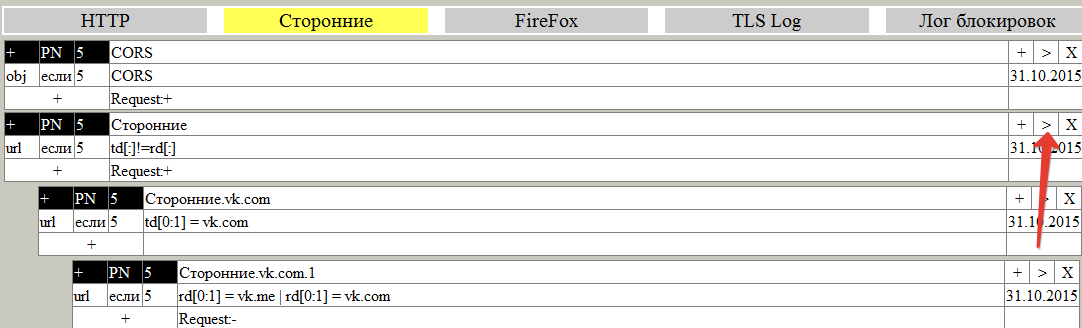 HTTP Сторонние FireFox TLS Log Лог блокировок
+ PN 5 CORS + > X
obj если 5 CORS 31.10.2015
+ Request:+
+ PN 5 Сторонние + > X
url если 5 td[:]!=rd[:] 31.10.2015
+ Request:+
+ PN 5 Сторонние.vk.com + > X
url если 5 td[0:1] = vk.com 31.10.2015
+
+ PN 5 Сторонние.vk.com.1 + > X
url если 5 rd[0:1] = vk.me | rd[0:1] = vk.com 31.10.2015
+ Request:-